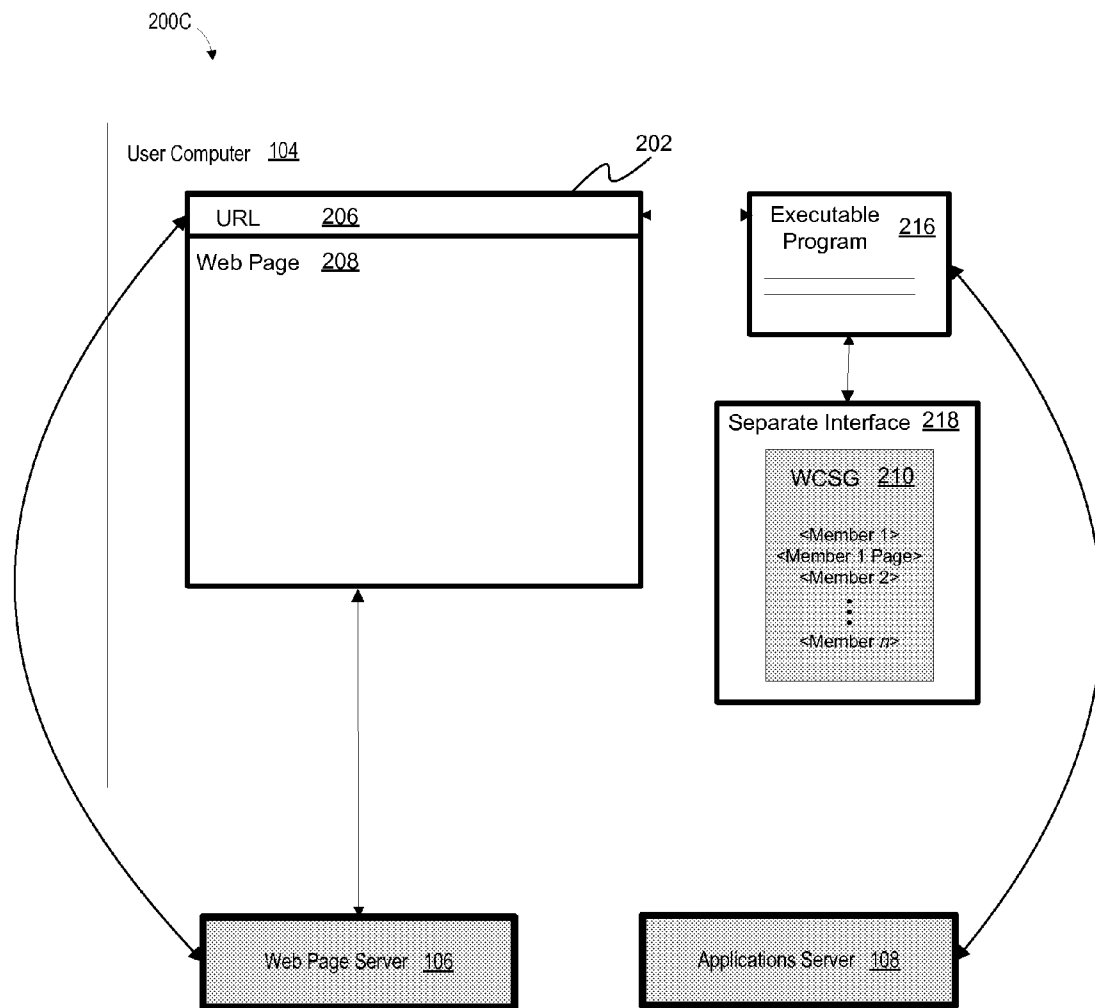 200C
User Computer 104
202
URL 206
Web Page 208
Executable
Program 216
Separate Interface 218
WCSG 210
<Member 1>
<Member 1 Page>
<Member 2>
<Member n>
Web Page Server 106
Applications Server 108